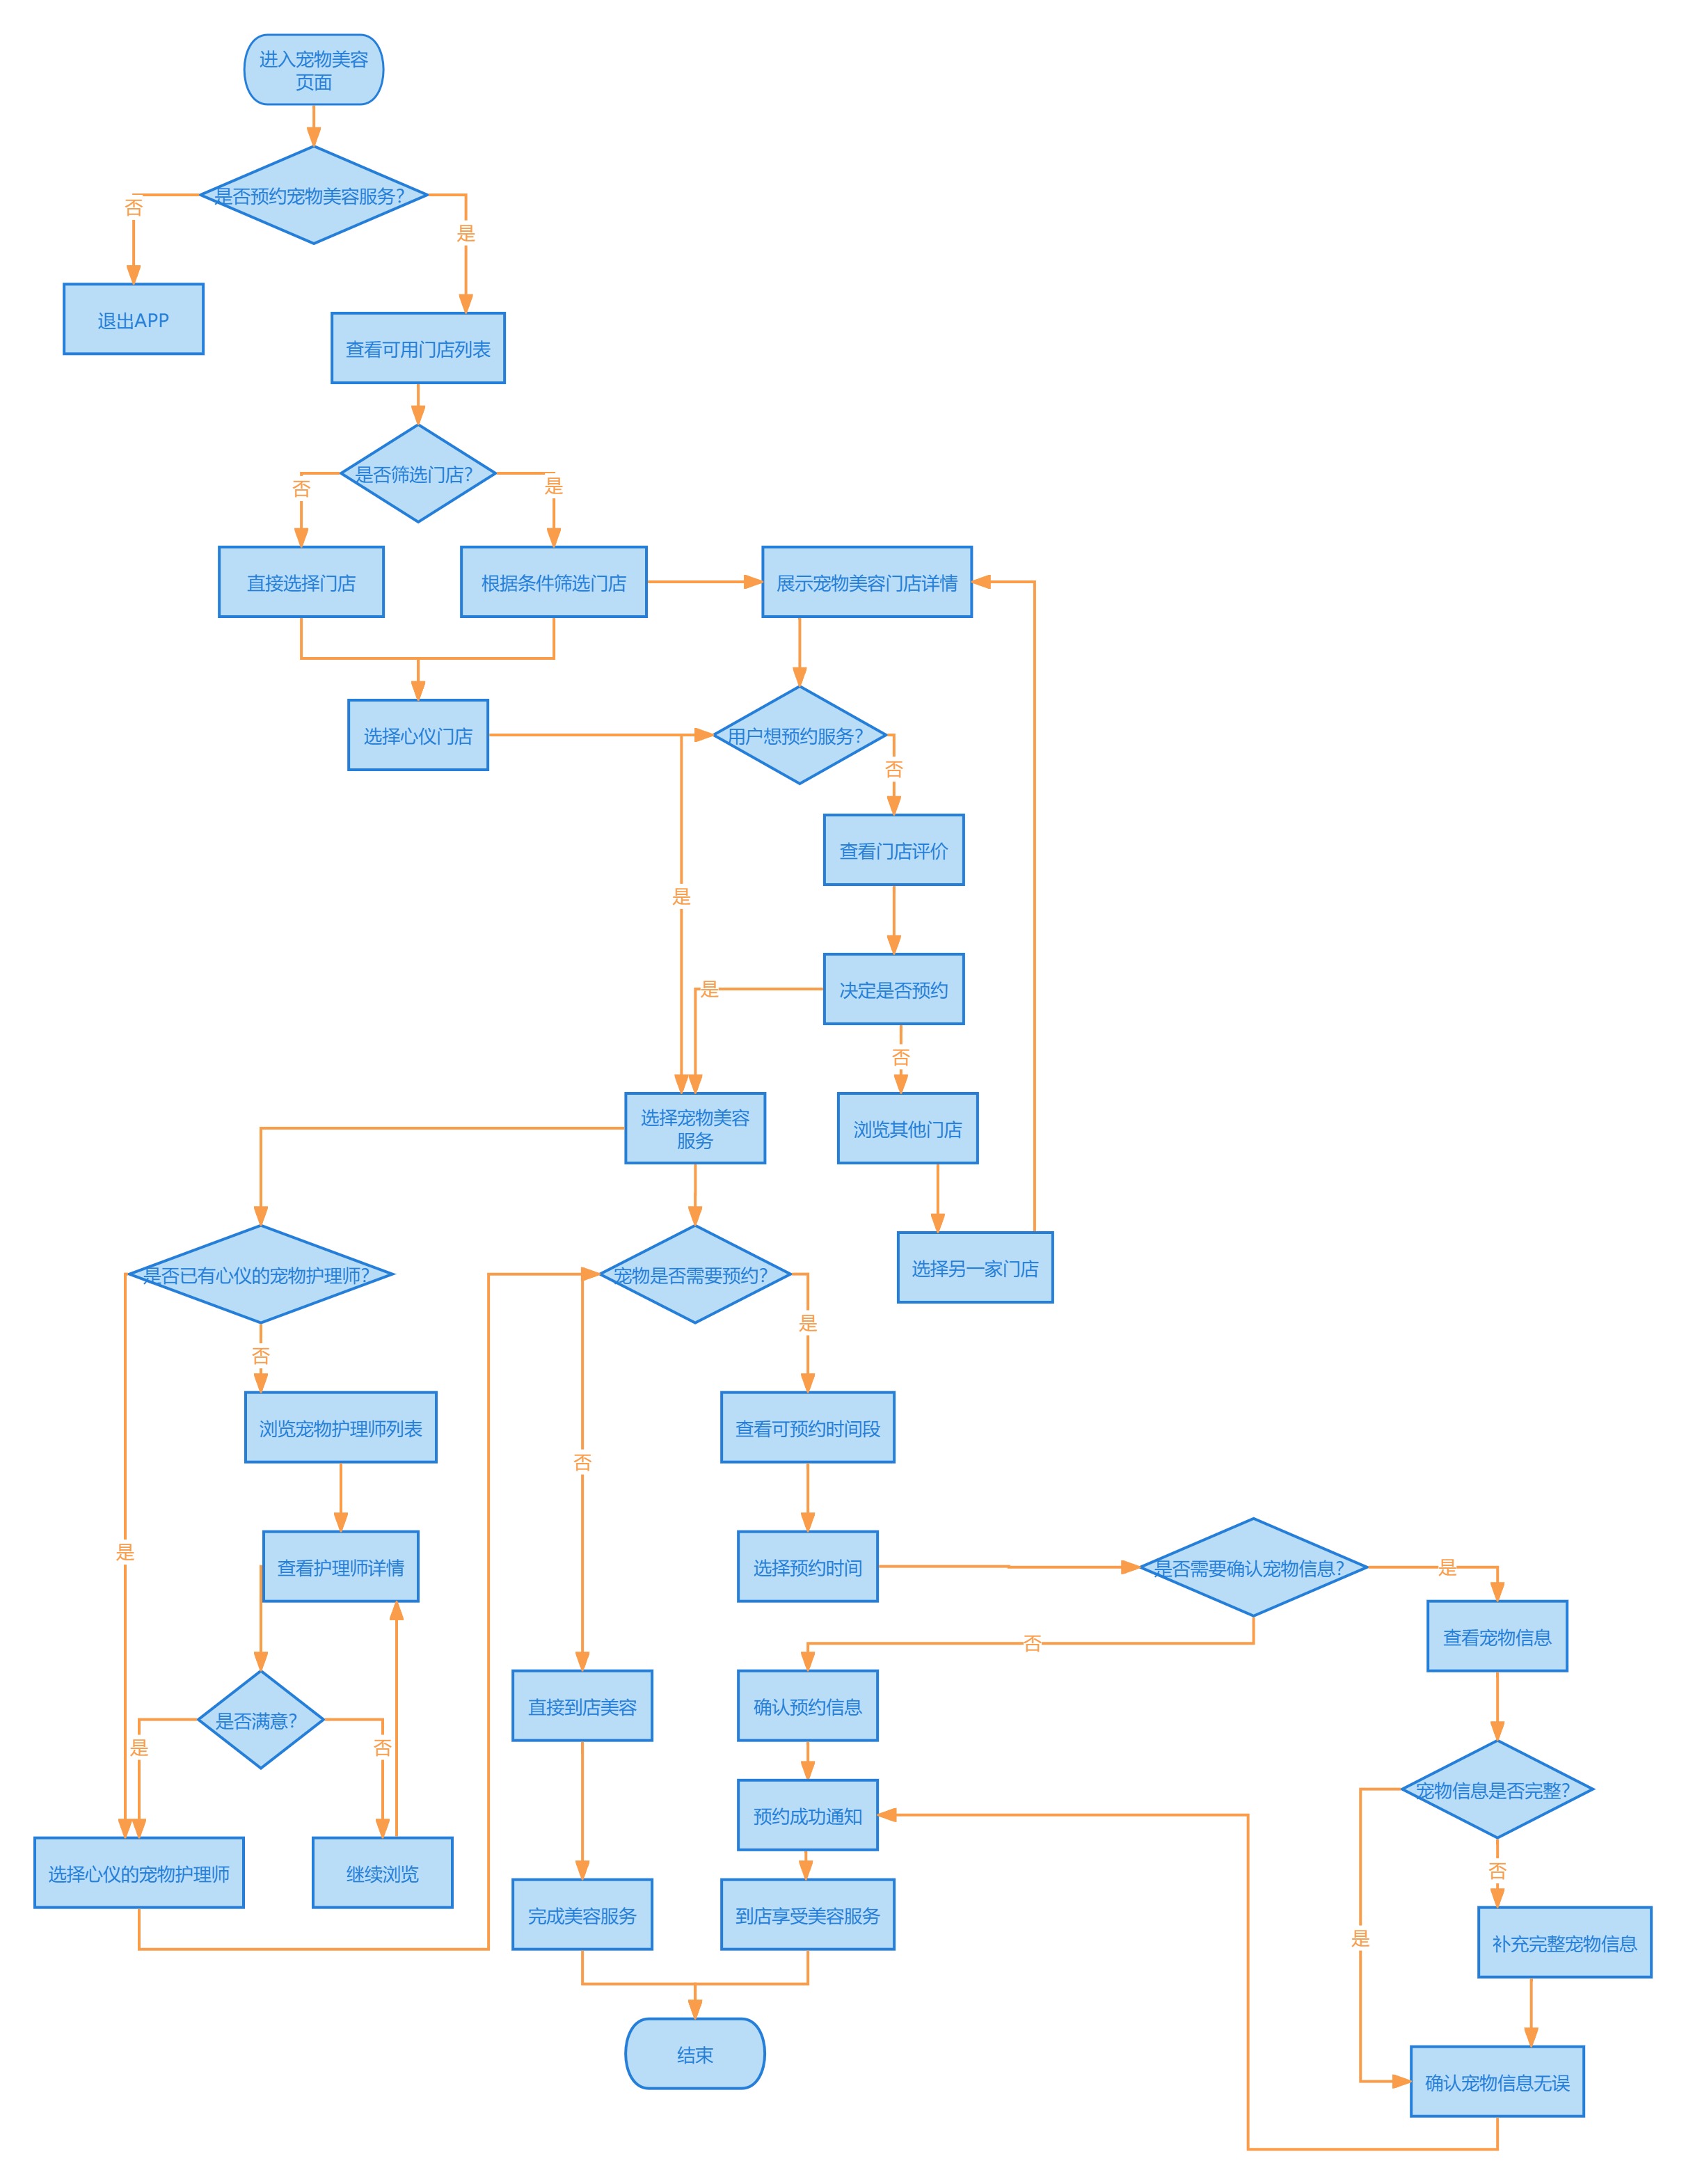 进入宠物美容
页面
是否预约宠物美容服务?
否
是
退出APP
查看可用门店列表
是否筛选门店?
否
是
直接选择门店
根据条件筛选门店
展示宠物美容门店详情
选择心仪门店
用户想预约服务?
否
查看门店评价
是
决定是否预约
是
否
选择宠物美容
服务
浏览其他门店
选择另一家门店
是否已有心仪的宠物护理师?
宠物是否需要预约?
是
否
浏览宠物护理师列表
查看可预约时间段
否
是
查看护理师详情
选择预约时间
是否需要确认宠物信息?
是
查看宠物信息
否
直接到店美容
确认预约信息
是否满意?
是
否
宠物信息是否完整?
预约成功通知
选择心仪的宠物护理师
继续浏览
否
完成美容服务
到店享受美容服务
是
补充完整宠物信息
结束
确认宠物信息无误